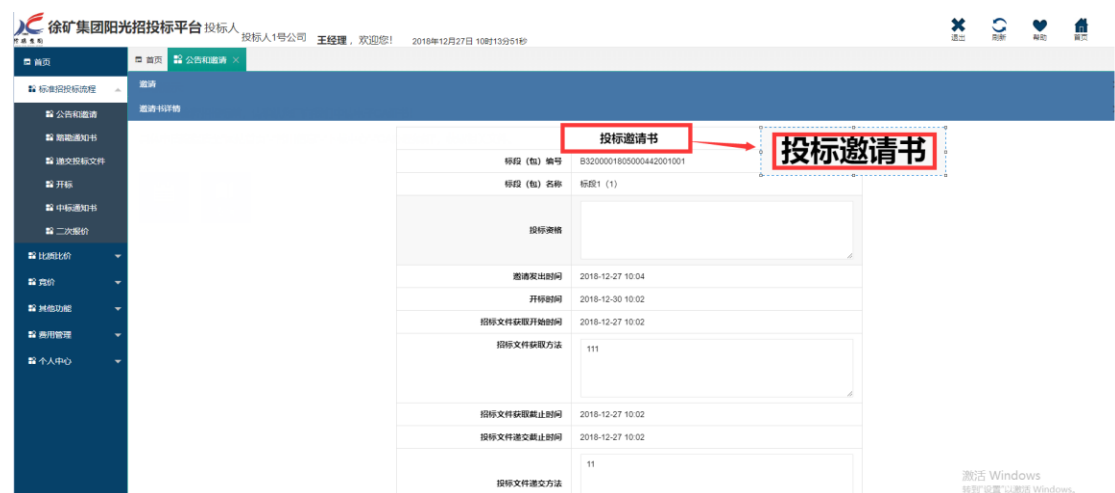 徐矿集团阳光招投标平台 投标人
投标人1号公司 王经理，欢迎您! 2018年12月27日 10时13分51秒
退出 刷新 帮助 首页
首页
首页 公告和邀请 ×
标准招投标流程
邀请
公告和邀请
邀请书详情
踏勘通知书
递交投标文件
开标
中标通知书
二次报价
比质比价
竞价
其他功能
费用管理
个人中心
投标邀请书
投标邀请书
标段（包）编号 B3200001805000442001001
标段（包）名称 标段1（1）
投标资格
邀请发出时间 2018-12-27 10:04
开标时间 2018-12-30 10:02
招标文件获取开始时间 2018-12-27 10:02
招标文件获取方法 111
招标文件获取截止时间 2018-12-27 10:02
投标文件递交截止时间 2018-12-27 10:02
投标文件递交方法 11
激活 Windows
转到"设置"以激活 Windows。